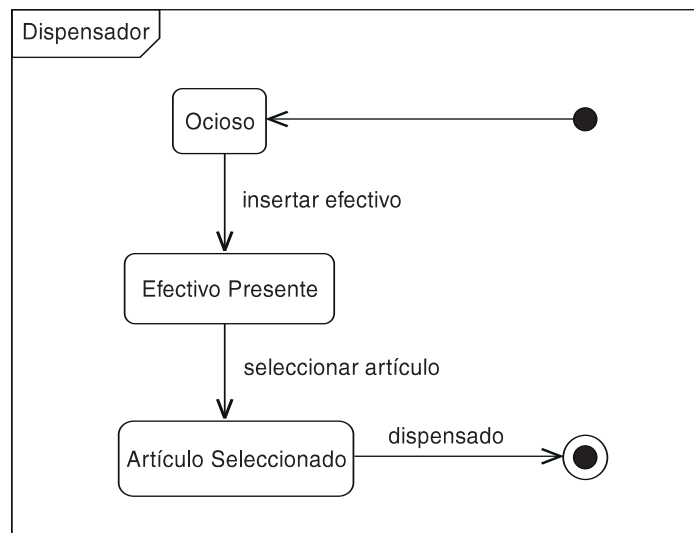 Dispensador
Ocioso
insertar efectivo
Efectivo Presente
seleccionar artículo
Artículo Seleccionado
dispensado